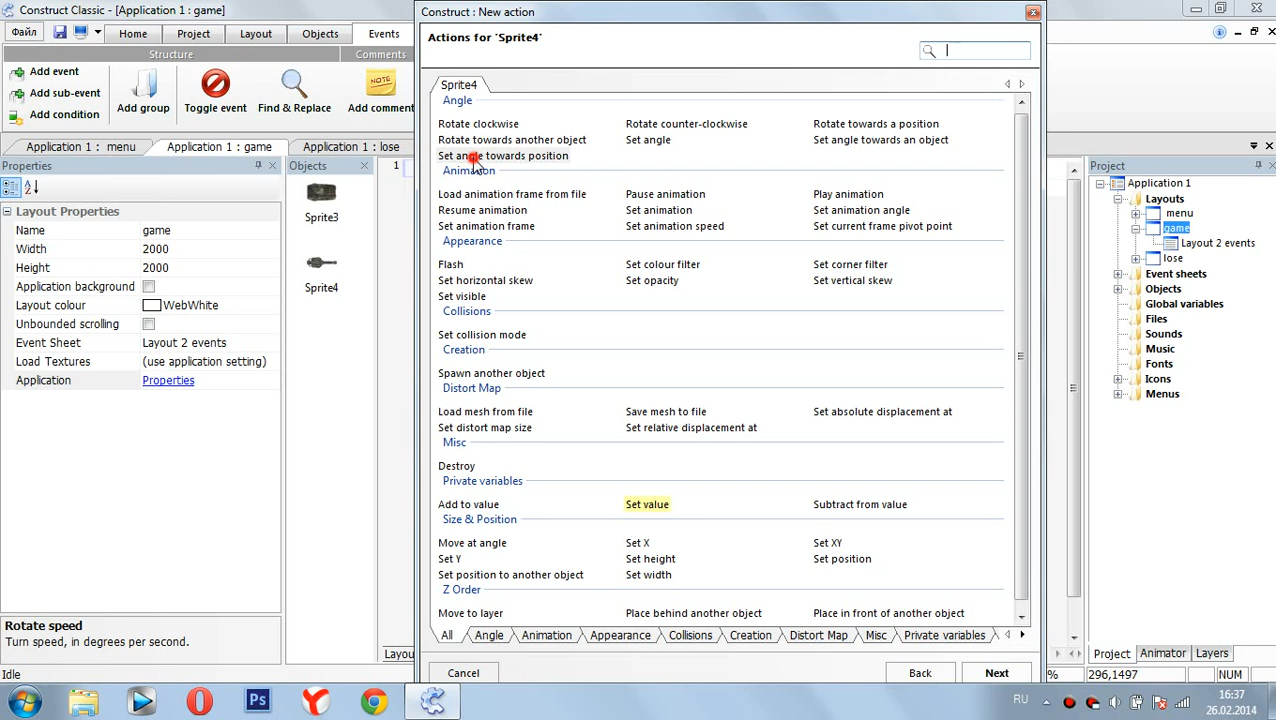 Construct Classic - [Application 1 : game]
Файл
Home
Project
Layout
Objects
Events
Structure
Comments
Add event
Add sub-event
Add condition
Add group
Toggle event
Find & Replace
Add comment
Application 1 : menu
Application 1 : game
Application 1 : lose
Properties
Layout Properties
Name game
Width 2000
Height 2000
Application background
Layout colour WebWhite
Unbounded scrolling
Event Sheet Layout 2 events
Load Textures (use application setting)
Application Properties
Rotate speed
Turn speed, in degrees per second.
Idle
Objects
Sprite3
Sprite4
1
Layou
Construct : New action
Actions for 'Sprite4'
Sprite4
Angle
Rotate clockwise Rotate counter-clockwise Rotate towards a position
Rotate towards another object Set angle Set angle towards an object
Set angle towards position
Animation
Load animation frame from file Pause animation Play animation
Resume animation Set animation Set animation angle
Set animation frame Set animation speed Set current frame pivot point
Appearance
Flash Set colour filter Set corner filter
Set horizontal skew Set opacity Set vertical skew
Set visible
Collisions
Set collision mode
Creation
Spawn another object
Distort Map
Load mesh from file Save mesh to file Set absolute displacement at
Set distort map size Set relative displacement at
Misc
Destroy
Private variables
Add to value Set value Subtract from value
Size & Position
Move at angle Set X Set XY
Set Y Set height Set position
Set position to another object Set width
Z Order
Move to layer Place behind another object Place in front of another object
All Angle Animation Appearance Collisions Creation Distort Map Misc Private variables
Cancel
Back
Next
Project
Application 1
Layouts
menu
game
Layout 2 events
lose
Event sheets
Objects
Global variables
Files
Sounds
Music
Fonts
Icons
Menus
Project Animator Layers
% 296,1497 NUM
Ps
RU
16:37
26.02.2014